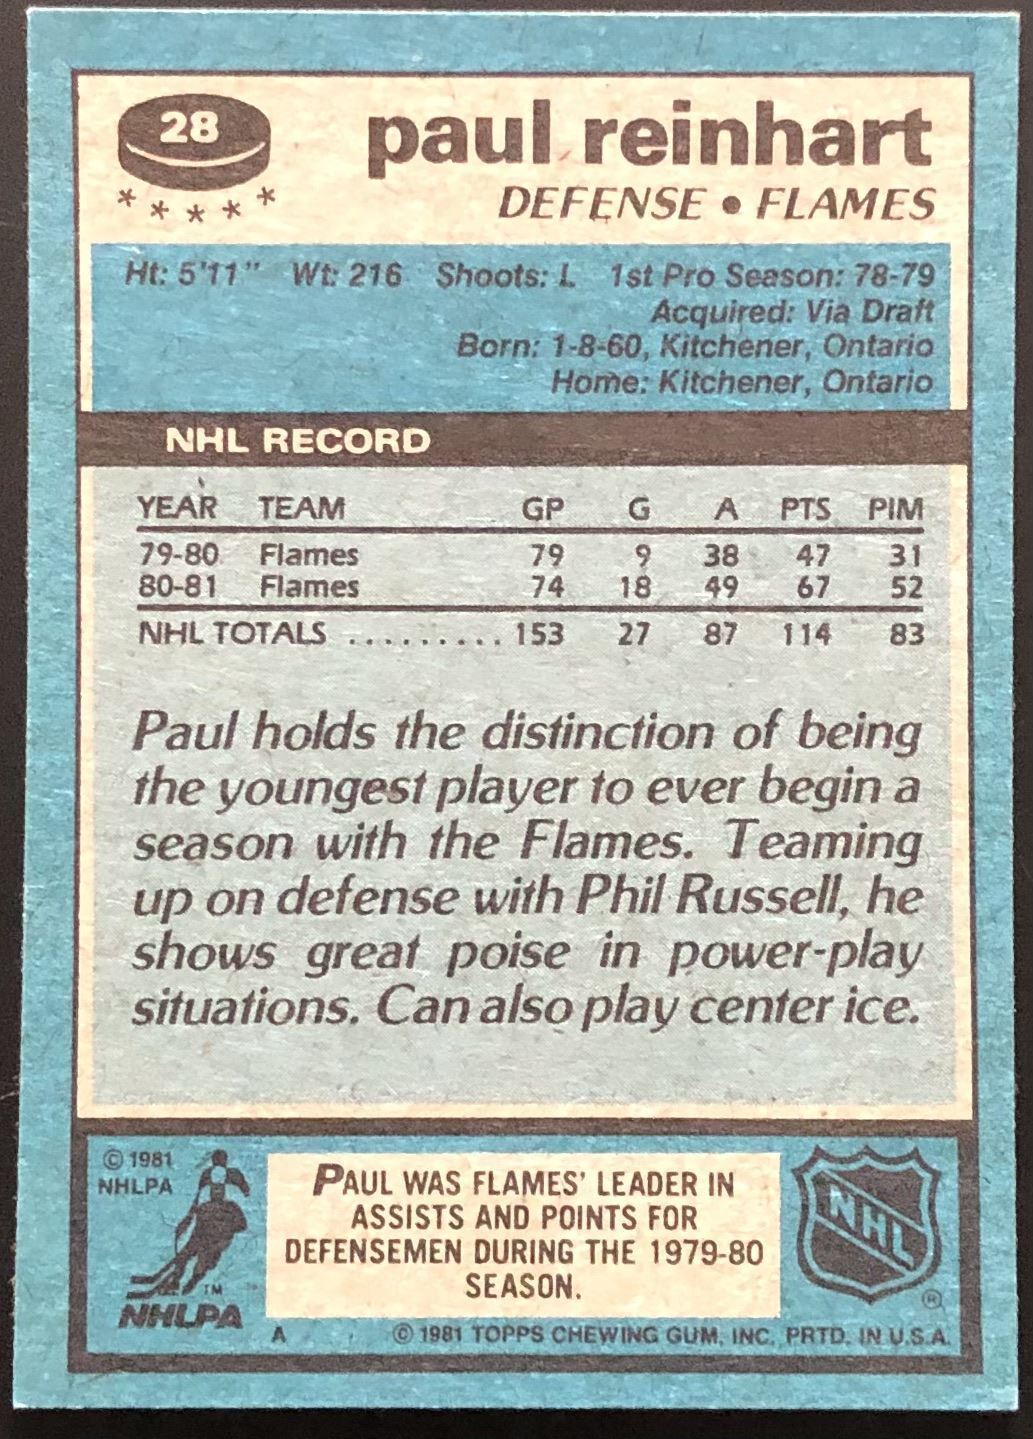 28
paul reinhart
* * * * *
DEFENSE • FLAMES
Ht: 5'11" Wt: 216 Shoots: L 1st Pro Season: 78-79
Acquired: Via Draft
Born: 1-8-60, Kitchener, Ontario
Home: Kitchener, Ontario
NHL RECORD
YEAR TEAM GP G A PTS PIM
79-80 Flames 79 9 38 47 31
80-81 Flames 74 18 49 67 52
NHL TOTALS .......... 153 27 87 114 83
Paul holds the distinction of being
the youngest player to ever begin a
season with the Flames. Teaming
up on defense with Phil Russell, he
shows great poise in power-play
situations. Can also play center ice.
© 1981
NHLPA
TM
NHLPA
PAUL WAS FLAMES' LEADER IN
ASSISTS AND POINTS FOR
DEFENSEMEN DURING THE 1979-80
SEASON.
NHL
®
A © 1981 TOPPS CHEWING GUM, INC. PRTD. IN U.S.A.